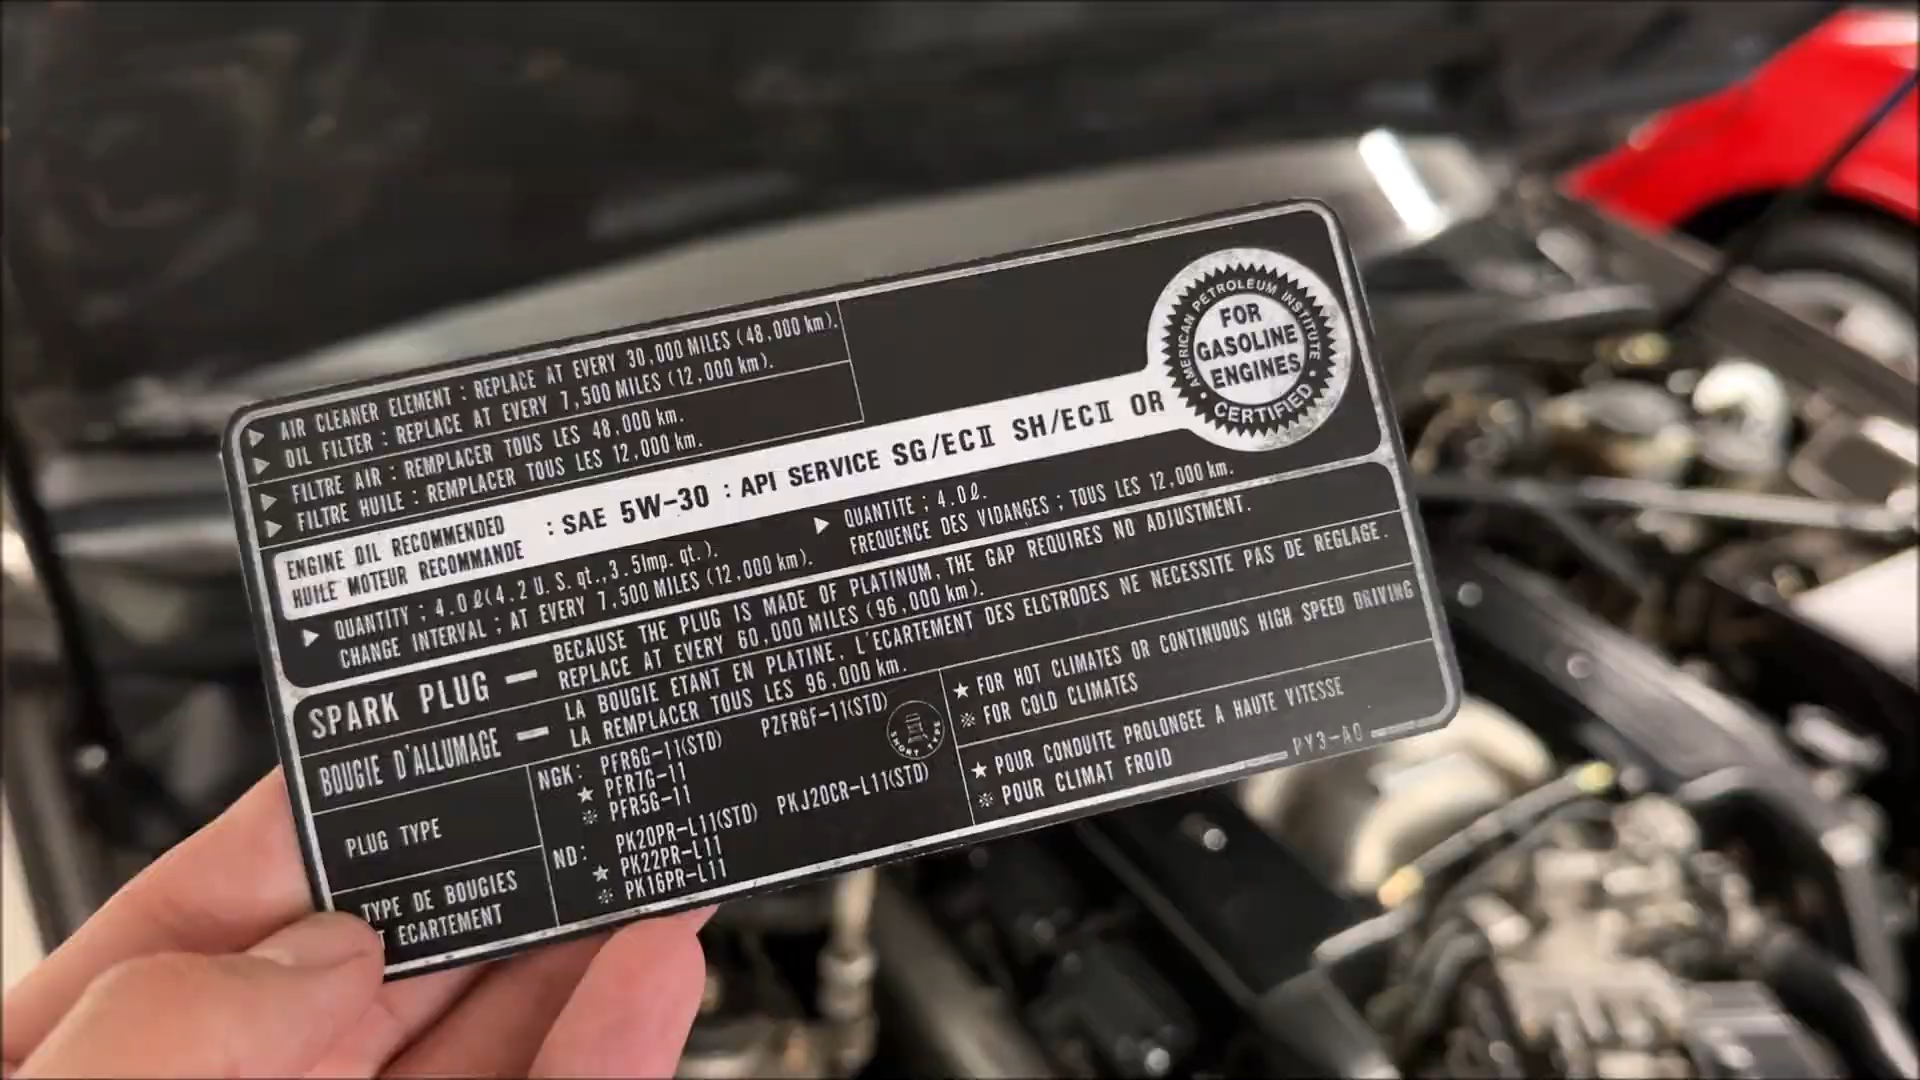 AIR CLEANER ELEMENT : REPLACE AT EVERY 30,000 MILES (48,000 km).
OIL FILTER : REPLACE AT EVERY 7,500 MILES (12,000 km).
FILTRE AIR : REMPLACER TOUS LES 48,000 km.
FILTRE HUILE : REMPLACER TOUS LES 12,000 km.
AMERICAN PETROLEUM INSTITUTE
FOR
GASOLINE
ENGINES
CERTIFIED
ENGINE OIL RECOMMENDED
HUILE MOTEUR RECOMMANDE
: SAE 5W-30 : API SERVICE SG/ECⅡ SH/ECⅡ OR
QUANTITY ; 4.0ℓ(4.2 U.S.qt.,3.5Imp.qt.).
CHANGE INTERVAL ; AT EVERY 7,500 MILES (12,000 km).
QUANTITE ; 4.0ℓ.
FREQUENCE DES VIDANGES ; TOUS LES 12,000 km.
SPARK PLUG —
BECAUSE THE PLUG IS MADE OF PLATINUM, THE GAP REQUIRES NO ADJUSTMENT.
REPLACE AT EVERY 60,000 MILES (96,000 km).
BOUGIE D'ALLUMAGE —
LA BOUGIE ETANT EN PLATINE, L'ECARTEMENT DES ELCTRODES NE NECESSITE PAS DE REGLAGE.
LA REMPLACER TOUS LES 96,000 km.
PLUG TYPE
TYPE DE BOUGIES
T ECARTEMENT
NGK: PFR6G-11(STD) PZFR6F-11(STD)
★ PFR7G-11
※ PFR5G-11
SHORT TYPE
ND: PK20PR-L11(STD) PKJ20CR-L11(STD)
★ PK22PR-L11
※ PK16PR-L11
★ FOR HOT CLIMATES OR CONTINUOUS HIGH SPEED DRIVING
※ FOR COLD CLIMATES
★ POUR CONDUITE PROLONGEE A HAUTE VITESSE
※ POUR CLIMAT FROID
PY3-A0